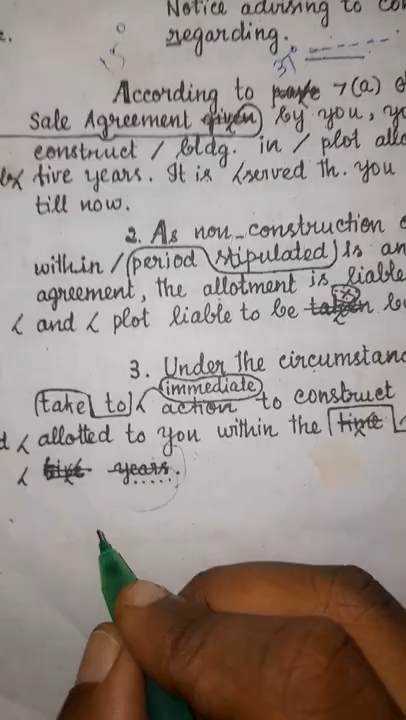 Notice advising to
regarding.
According to para 7(a)
Sale Agreement given by you,
construct / bldg. in / plot
five years. It is served th. you
till now.
2. As non-construction
within / period stipulated is
agreement, the allotment is liable
and plot liable to be taken
3. Under the
take to immediate
action to construct
allotted to you within the time
five years.